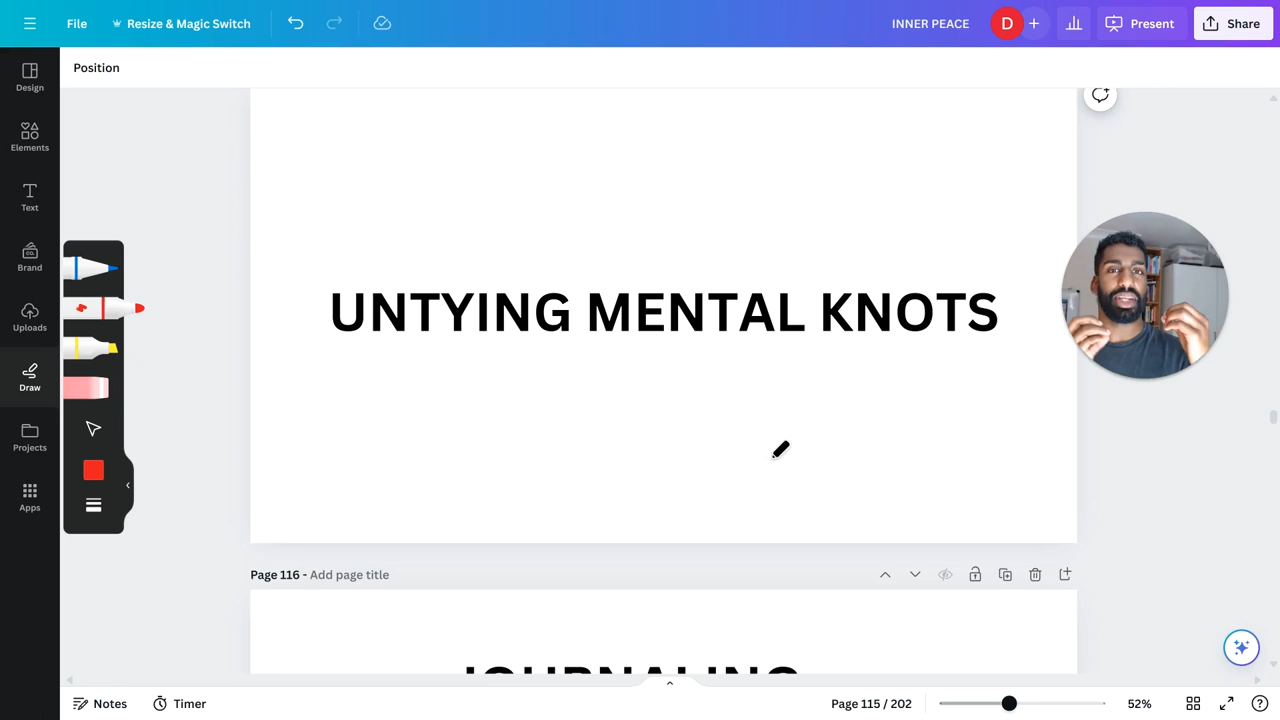 File
Resize & Magic Switch
INNER PEACE
D
Present
Share
Design
Position
Elements
Text
Brand
Uploads
Draw
Projects
Apps
UNTYING MENTAL KNOTS
Page 116 - Add page title
JOURNALING
Notes
Timer
Page 115 / 202
52%